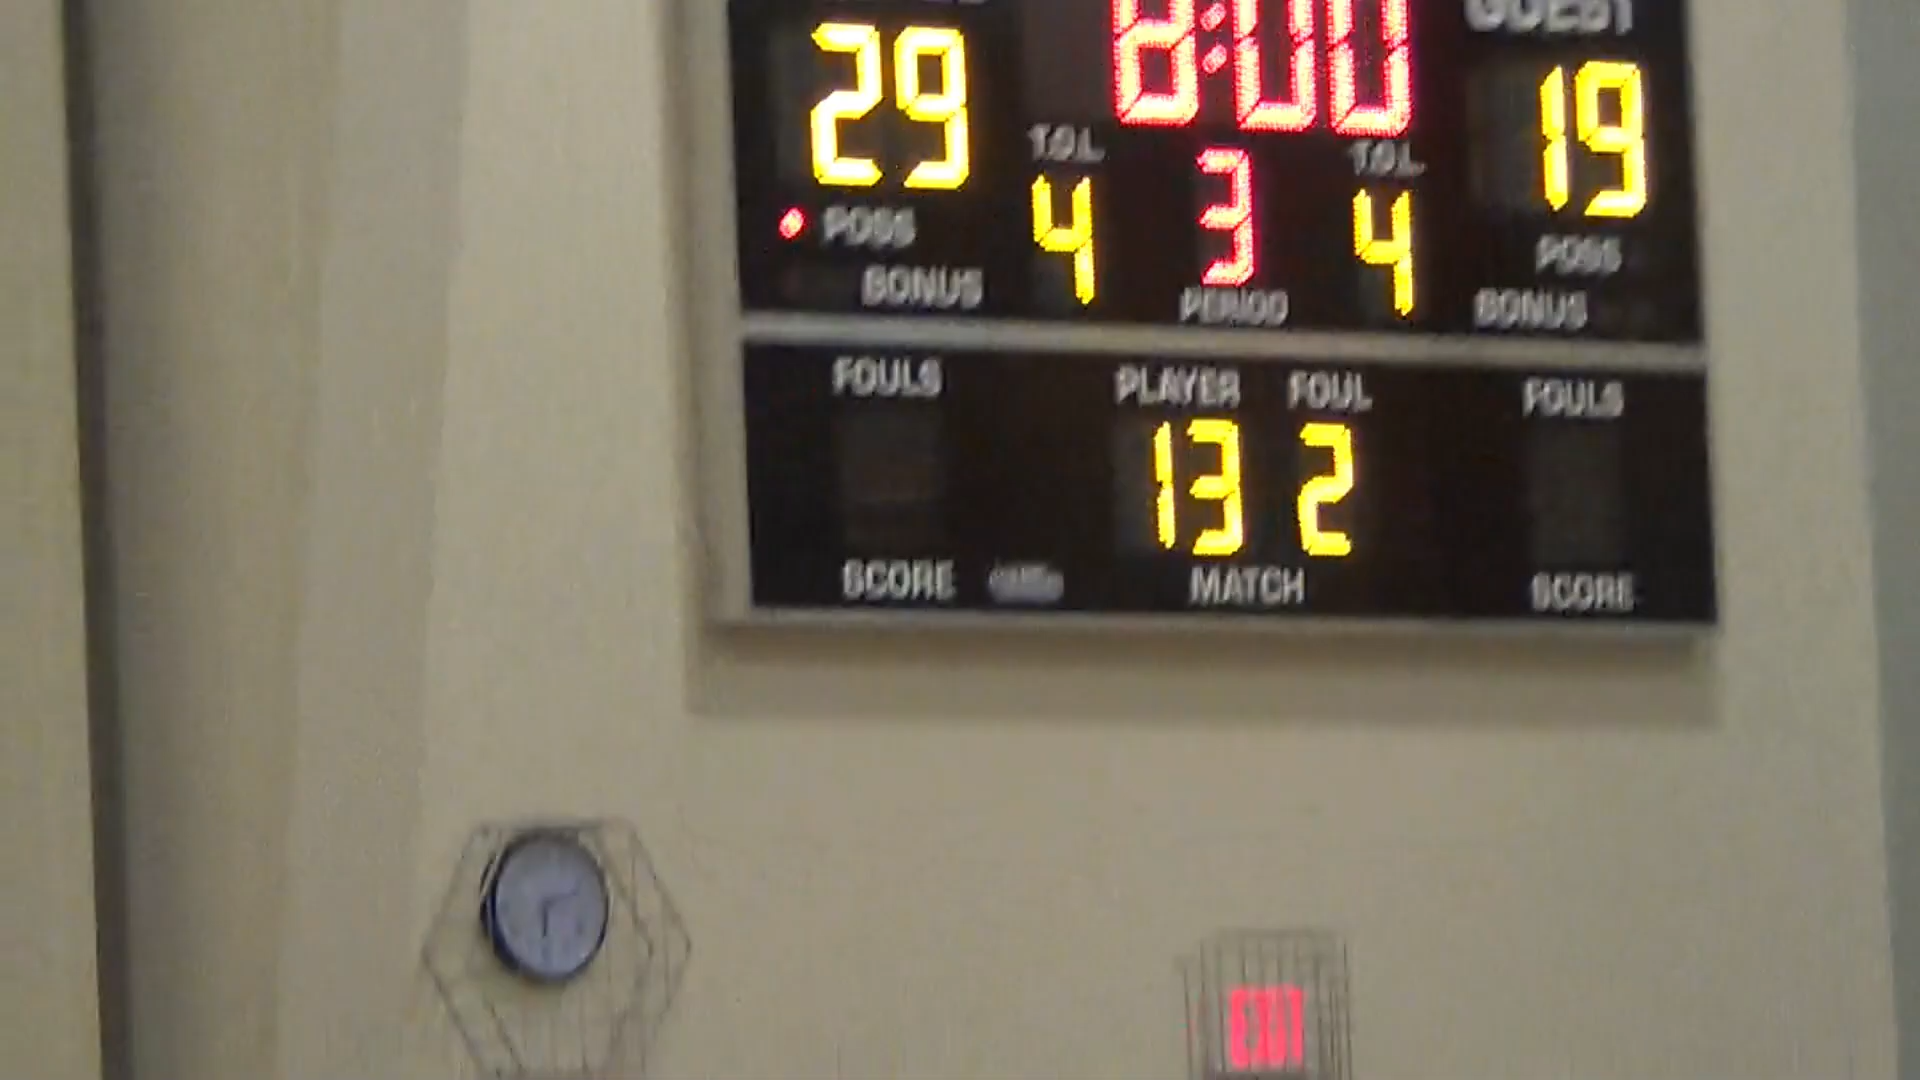 8:00 GUEST
29 19
T.O.L T.O.L
4 3 4
POSS POSS
BONUS PERIOD BONUS
FOULS PLAYER FOUL FOULS
13 2
SCORE MATCH SCORE
EXIT